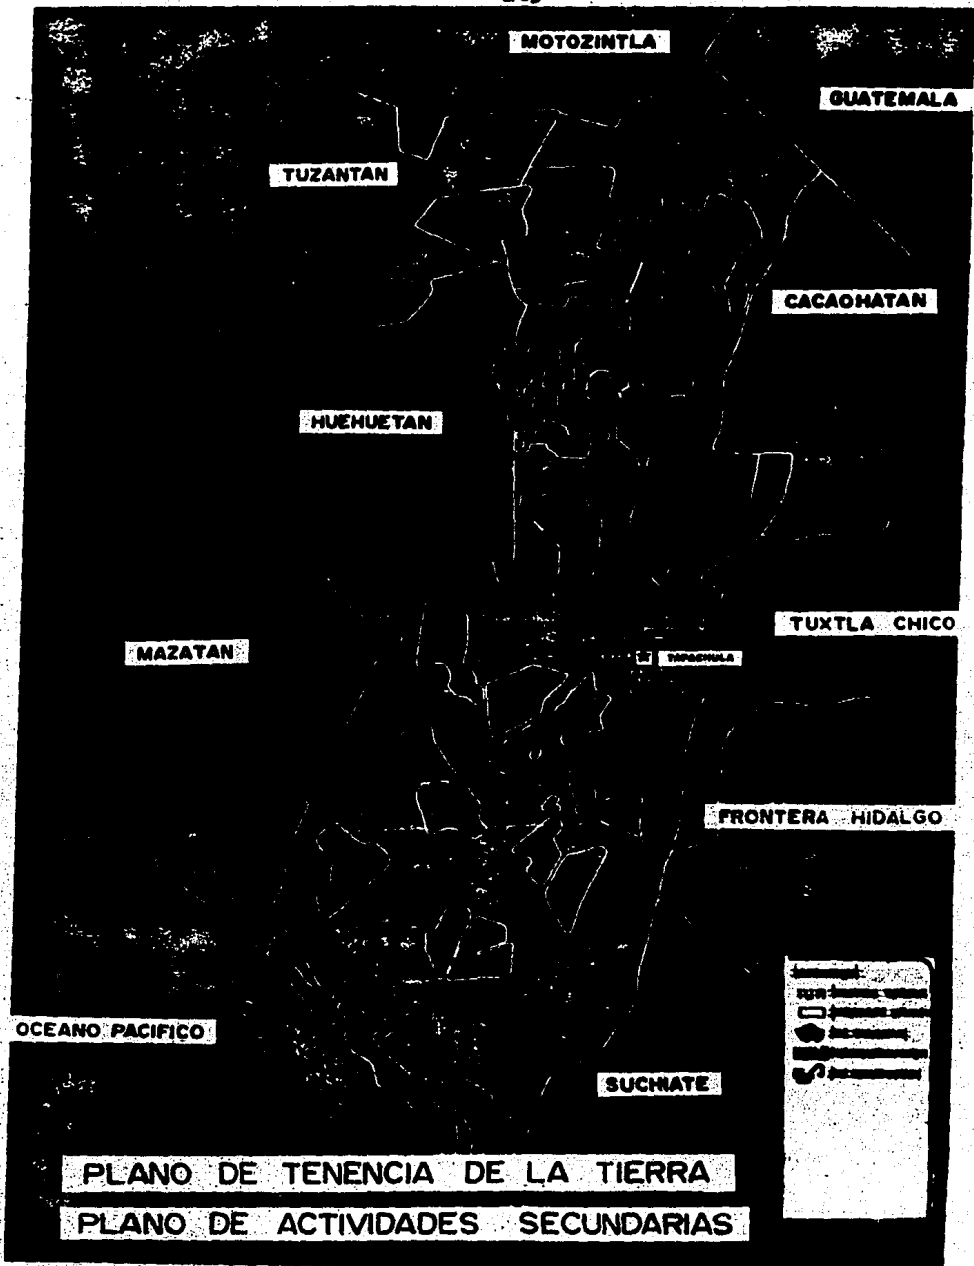 MOTOZINTLA
GUATEMALA
TUZANTAN
CACAOHATAN
HUEHUETAN
TUXTLA CHICO
MAZATAN
TAPACHULA
FRONTERA HIDALGO
OCEANO PACIFICO
SUCHIATE
PLANO DE TENENCIA DE LA TIERRA
PLANO DE ACTIVIDADES SECUNDARIAS